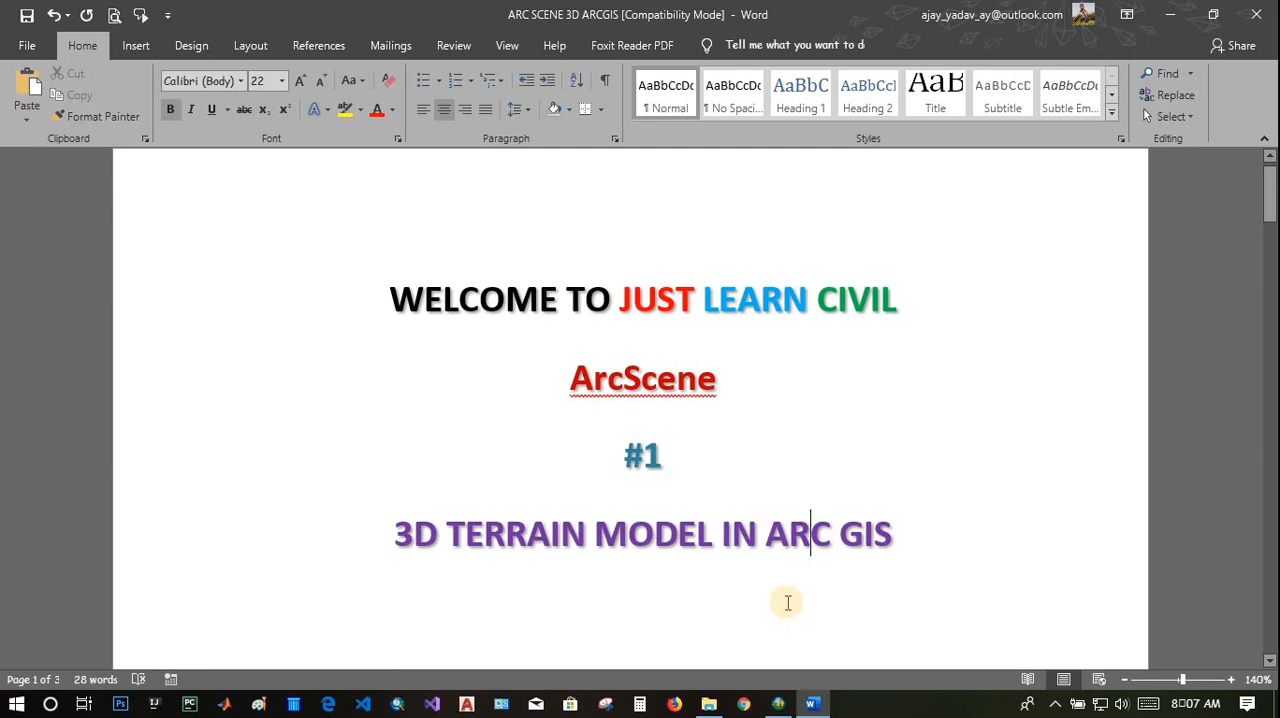 ARC SCENE 3D ARCGIS [Compatibility Mode] - Word
ajay_yadav_ay@outlook.com
File Home Insert Design Layout References Mailings Review View Help Foxit Reader PDF Tell me what you want to d Share
Paste
Cut
Copy
Format Painter
Clipboard
Calibri (Body) 22
Font
Paragraph
AaBbCcDc AaBbCcDc AaBbC AaBbCcl AaB AaBbCcD AaBbCcDc
¶ Normal ¶ No Spaci... Heading 1 Heading 2 Title Subtitle Subtle Em...
Styles
Find
Replace
Select
Editing
WELCOME TO JUST LEARN CIVIL
ArcScene
#1
3D TERRAIN MODEL IN ARC GIS
Page 1 of 3 28 words 140%
8:07 AM